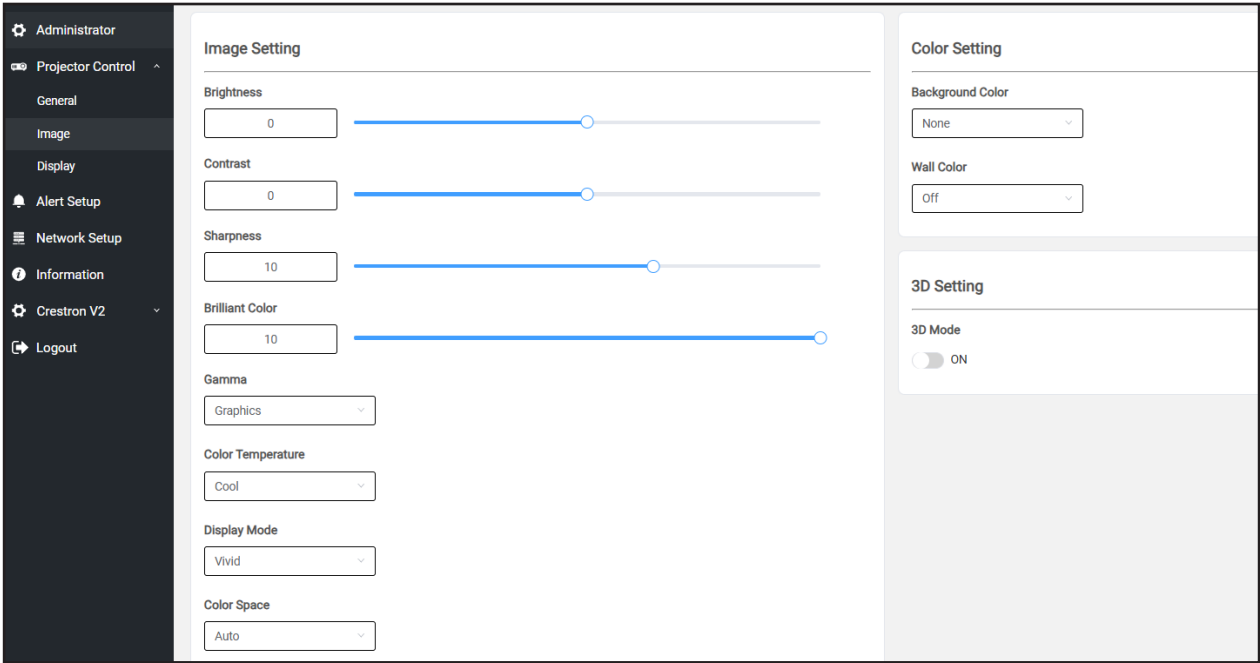 Administrator
Projector Control
General
Image
Display
Alert Setup
Network Setup
Information
Crestron V2
Logout
Image Setting
Brightness
0
Contrast
0
Sharpness
10
Brilliant Color
10
Gamma
Graphics
Color Temperature
Cool
Display Mode
Vivid
Color Space
Auto
Color Setting
Background Color
None
Wall Color
Off
3D Setting
3D Mode
ON